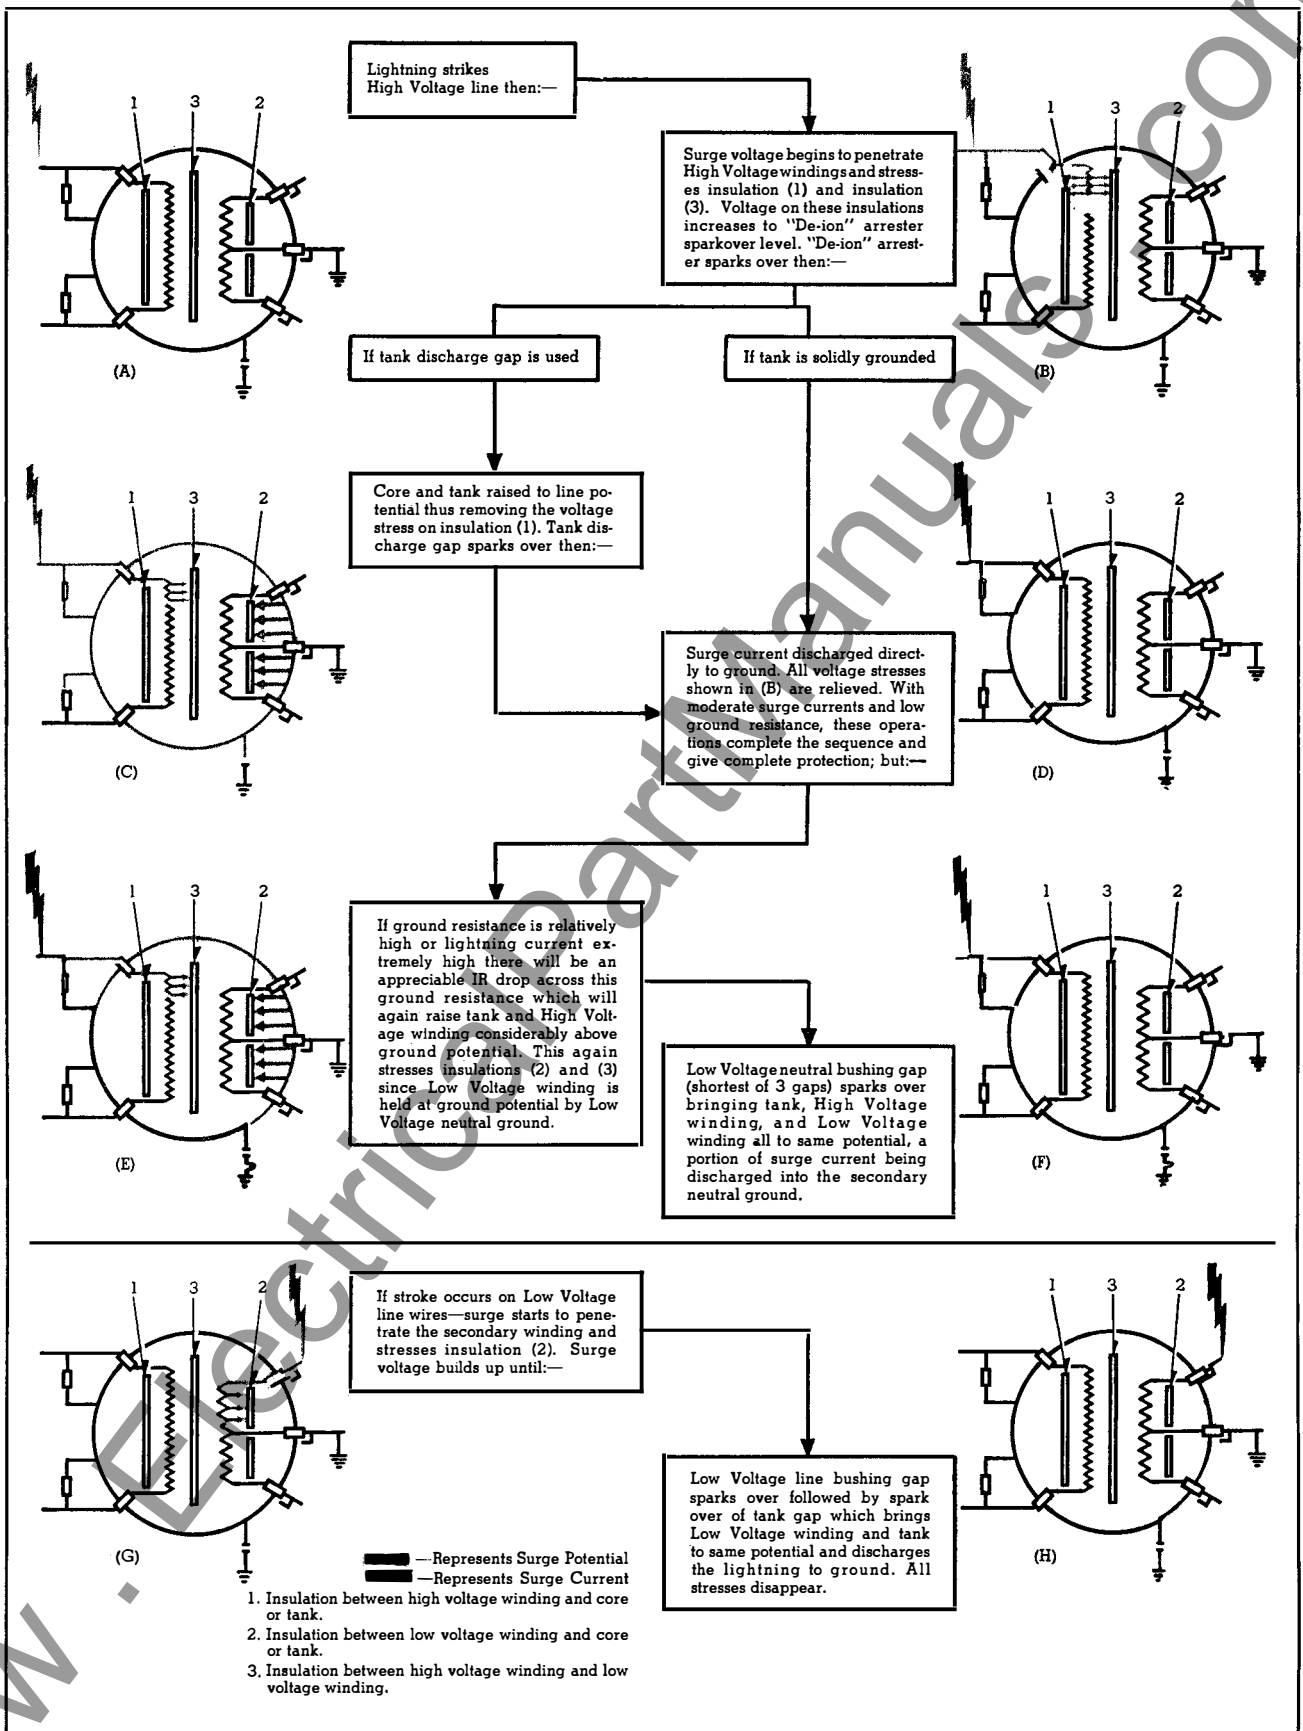 Lightning strikes
High Voltage line then:—
1 3 2
(A)
Surge voltage begins to penetrate
High Voltage windings and stress-
es insulation (1) and insulation
(3). Voltage on these insulations
increases to "De-ion" arrester
sparkover level. "De-ion" arrest-
er sparks over then:—
1 3 2
(B)
If tank discharge gap is used
If tank is solidly grounded
1 3 2
(C)
Core and tank raised to line po-
tential thus removing the voltage
stress on insulation (1). Tank dis-
charge gap sparks over then:—
Surge current discharged direct-
ly to ground. All voltage stresses
shown in (B) are relieved. With
moderate surge currents and low
ground resistance, these opera-
tions complete the sequence and
give complete protection; but:—
1 3 2
(D)
1 3 2
(E)
If ground resistance is relatively
high or lightning current ex-
tremely high there will be an
appreciable IR drop across this
ground resistance which will
again raise tank and High Volt-
age winding considerably above
ground potential. This again
stresses insulations (2) and (3)
since Low Voltage winding is
held at ground potential by Low
Voltage neutral ground.
Low Voltage neutral bushing gap
(shortest of 3 gaps) sparks over
bringing tank, High Voltage
winding, and Low Voltage
winding all to same potential, a
portion of surge current being
discharged into the secondary
neutral ground.
1 3 2
(F)
1 3 2
(G)
If stroke occurs on Low Voltage
line wires—surge starts to pene-
trate the secondary winding and
stresses insulation (2). Surge
voltage builds up until:—
Low Voltage line bushing gap
sparks over followed by spark
over of tank gap which brings
Low Voltage winding and tank
to same potential and discharges
the lightning to ground. All
stresses disappear.
1 3 2
(H)
—Represents Surge Potential
—Represents Surge Current
1. Insulation between high voltage winding and core
or tank.
2. Insulation between low voltage winding and core
or tank.
3. Insulation between high voltage winding and low
voltage winding.
w . ElectricalPartManuals . com